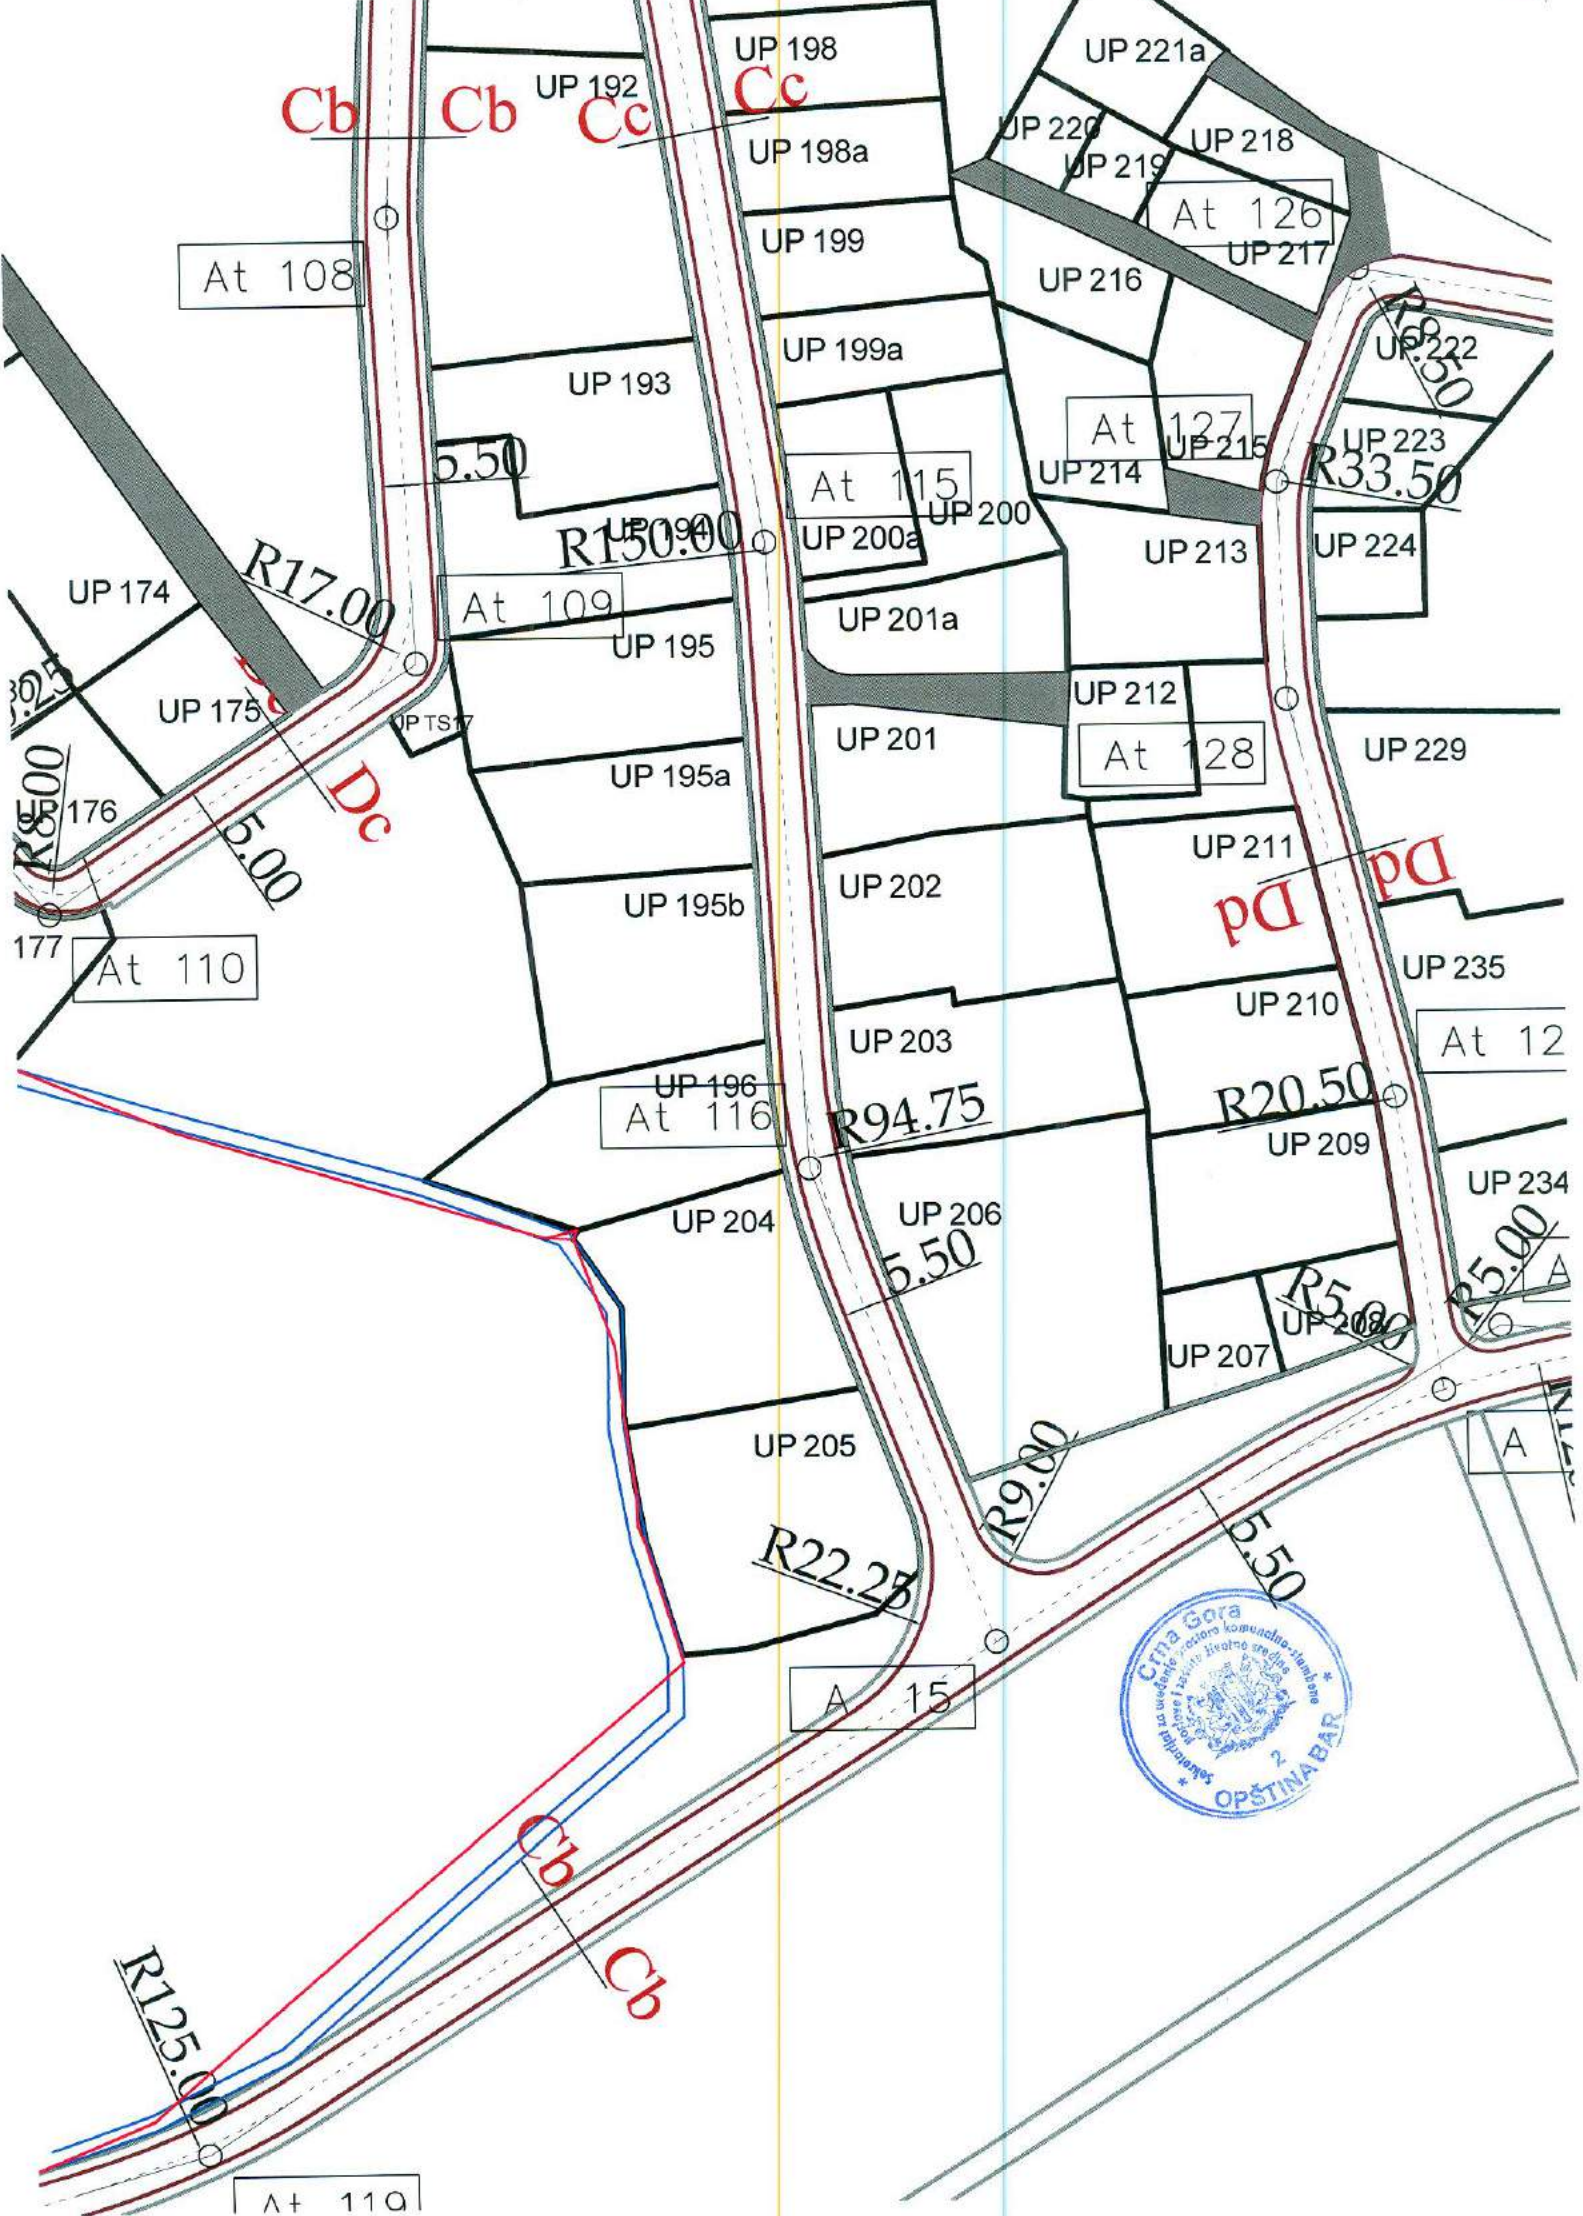 UP 198
UP 221a
UP 192
Cb
Cb
Cc
Cc
UP 220
UP 218
UP 198a
UP 219
At 126
UP 199
UP 217
At 108
UP 216
R8.50
UP 199a
UP 222
UP 193
At 127
UP 215
UP 223
5.50
At 115
UP 214
R33.50
UP 200
R150.00
UP 194
UP 200a
UP 213
UP 224
R17.00
UP 174
At 109
UP 201a
UP 195
UP 212
UP 175
UP TS17
UP 201
At 128
UP 229
UP 195a
Dc
R8.00
UP 176
5.00
UP 211
Dd
Dd
UP 202
UP 195b
177
At 110
UP 235
UP 210
At 12
UP 203
UP 196
At 116
R94.75
R20.50
UP 209
UP 234
UP 204
UP 206
5.50
R5.00
A
R5.00
UP 208
UP 207
UP 205
A
R9.00
R22.25
5.50
Crna Gora
A 15
OPŠTINA BAR
2
Cb
Cb
R125.00
At 119